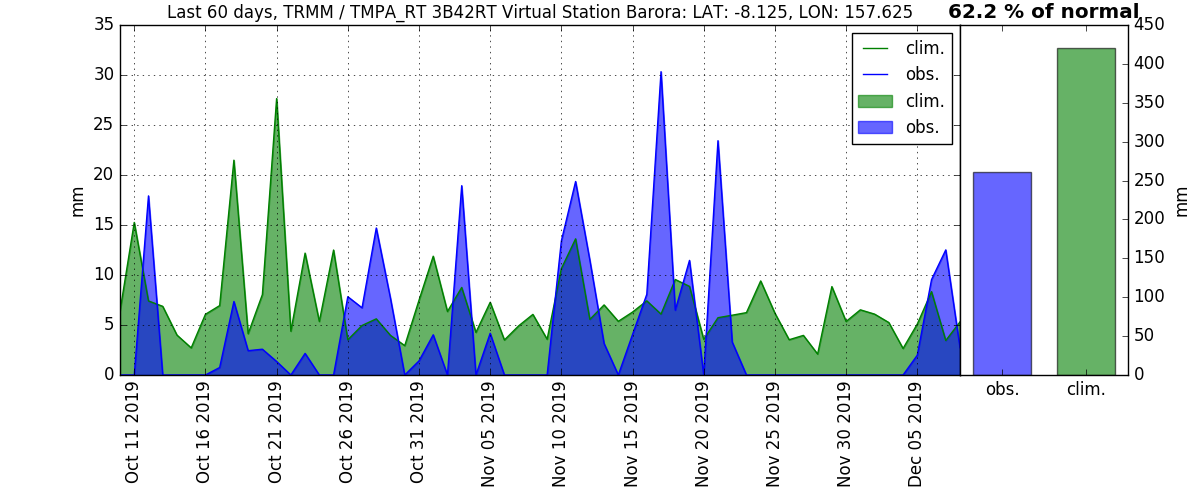 Last 60 days, TRMM / TMPA_RT 3B42RT Virtual Station Barora: LAT: -8.125, LON: 157.625
62.2 % of normal
35
30
25
20
15
10
5
0
mm
clim.
obs.
clim.
obs.
450
400
350
300
250
200
150
100
50
0
mm
Oct 11 2019
Oct 16 2019
Oct 21 2019
Oct 26 2019
Oct 31 2019
Nov 05 2019
Nov 10 2019
Nov 15 2019
Nov 20 2019
Nov 25 2019
Nov 30 2019
Dec 05 2019
obs.
clim.